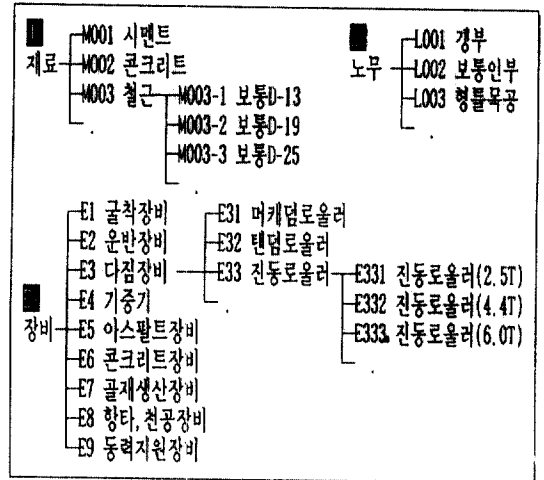 재료
M001 시멘트
M002 콘크리트
M003 철근
M003-1 보통D-13
M003-2 보통D-19
M003-3 보통D-25
노무
L001 갱부
L002 보통인부
L003 형틀목공
장비
E1 굴착장비
E2 운반장비
E3 다짐장비
E4 기중기
E5 아스팔트장비
E6 콘크리트장비
E7 골재생산장비
E8 항타,천공장비
E9 동력지원장비
E31 머캐덤로울러
E32 탠덤로울러
E33 진동로울러
E331 진동로울러(2.5T)
E332 진동로울러(4.4T)
E333 진동로울러(6.0T)